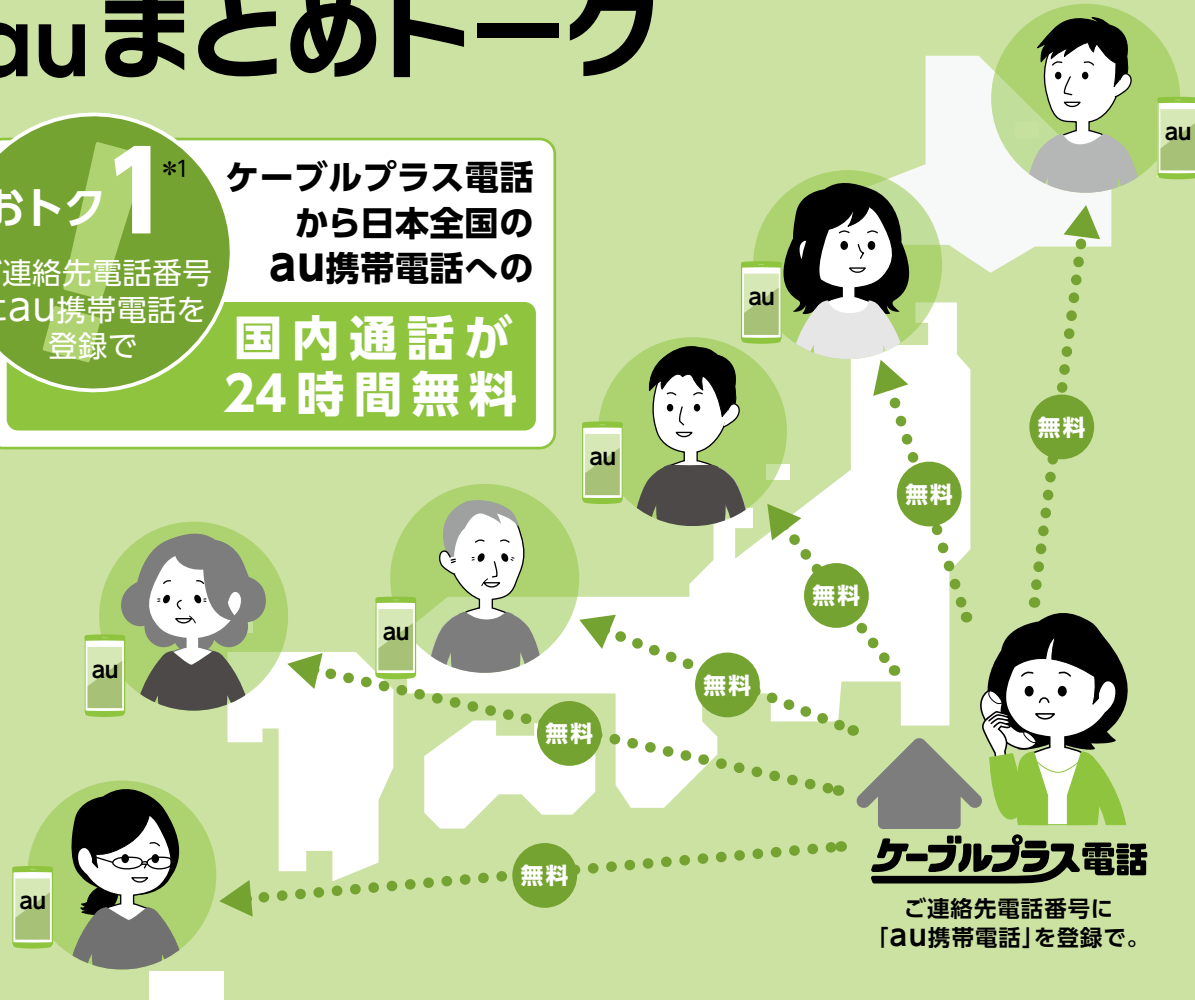 auまとめトーク
おトク1 *1
ご連絡先電話番号
にau携帯電話を
登録で
ケーブルプラス電話
から日本全国の
au携帯電話への
国内通話が
24時間無料
au
au
au
au
au
au
無料
無料
無料
無料
無料
無料
ケーブルプラス電話
ご連絡先電話番号に
「au携帯電話」を登録で。